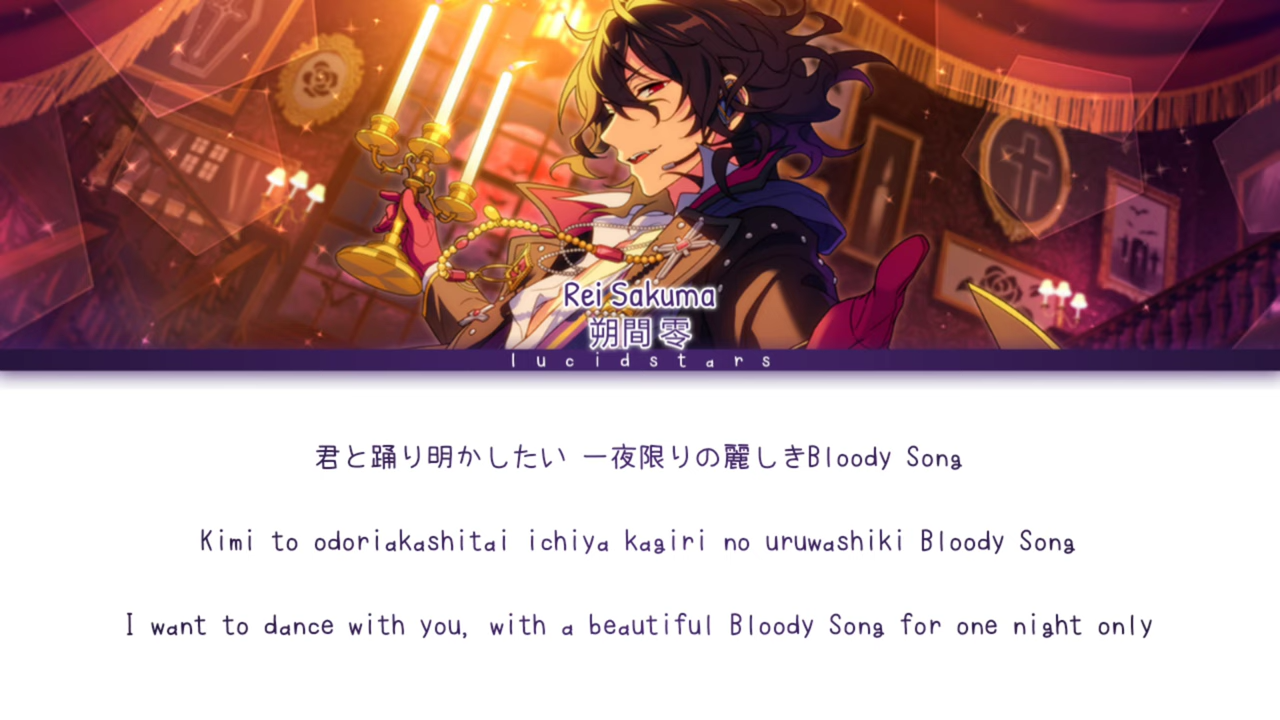 Rei Sakuma
朔間 零
lucidstars
君と踊り明かしたい 一夜限りの麗しきBloody Song
Kimi to odoriakashitai ichiya kagiri no uruwashiki Bloody Song
I want to dance with you, with a beautiful Bloody Song for one night only